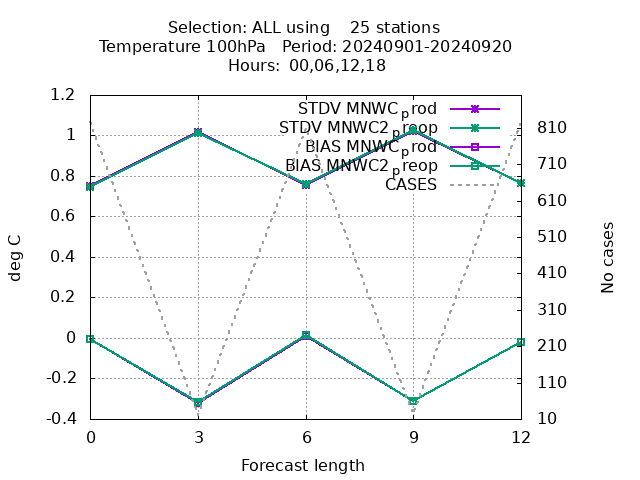 Selection: ALL using 25 stations
Temperature 100hPa Period: 20240901-20240920
Hours: 00,06,12,18
STDV MNWC_prod
STDV MNWC2_preop
BIAS MNWC_prod
BIAS MNWC2_preop
CASES
1.2
1
0.8
0.6
0.4
0.2
0
-0.2
-0.4
deg C
810
710
610
510
410
310
210
110
10
No cases
0 3 6 9 12
Forecast length